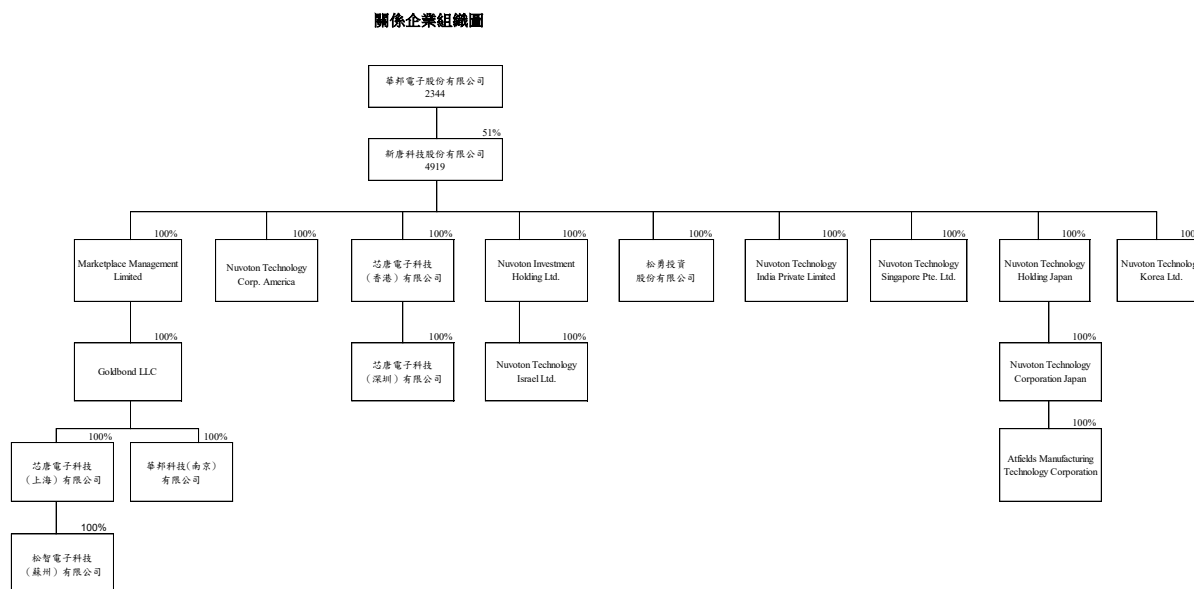 關係企業組織圖
華邦電子股份有限公司
2344
51%
新唐科技股份有限公司
4919
100%
100%
100%
100%
100%
100%
100%
100%
100%
Marketplace Management
Limited
Nuvoton Technology
Corp. America
芯唐電子科技
(香港)有限公司
Nuvoton Investment
Holding Ltd.
松勇投資
股份有限公司
Nuvoton Technology
India Private Limited
Nuvoton Technology
Singapore Pte. Ltd.
Nuvoton Technology
Holding Japan
Nuvoton Technology
Korea Ltd.
100%
100%
100%
100%
Goldbond LLC
芯唐電子科技
(深圳)有限公司
Nuvoton Technology
Israel Ltd.
Nuvoton Technology
Corporation Japan
100%
100%
100%
芯唐電子科技
(上海)有限公司
華邦科技(南京)
有限公司
Atfields Manufacturing
Technology Corporation
100%
松智電子科技
(蘇州)有限公司